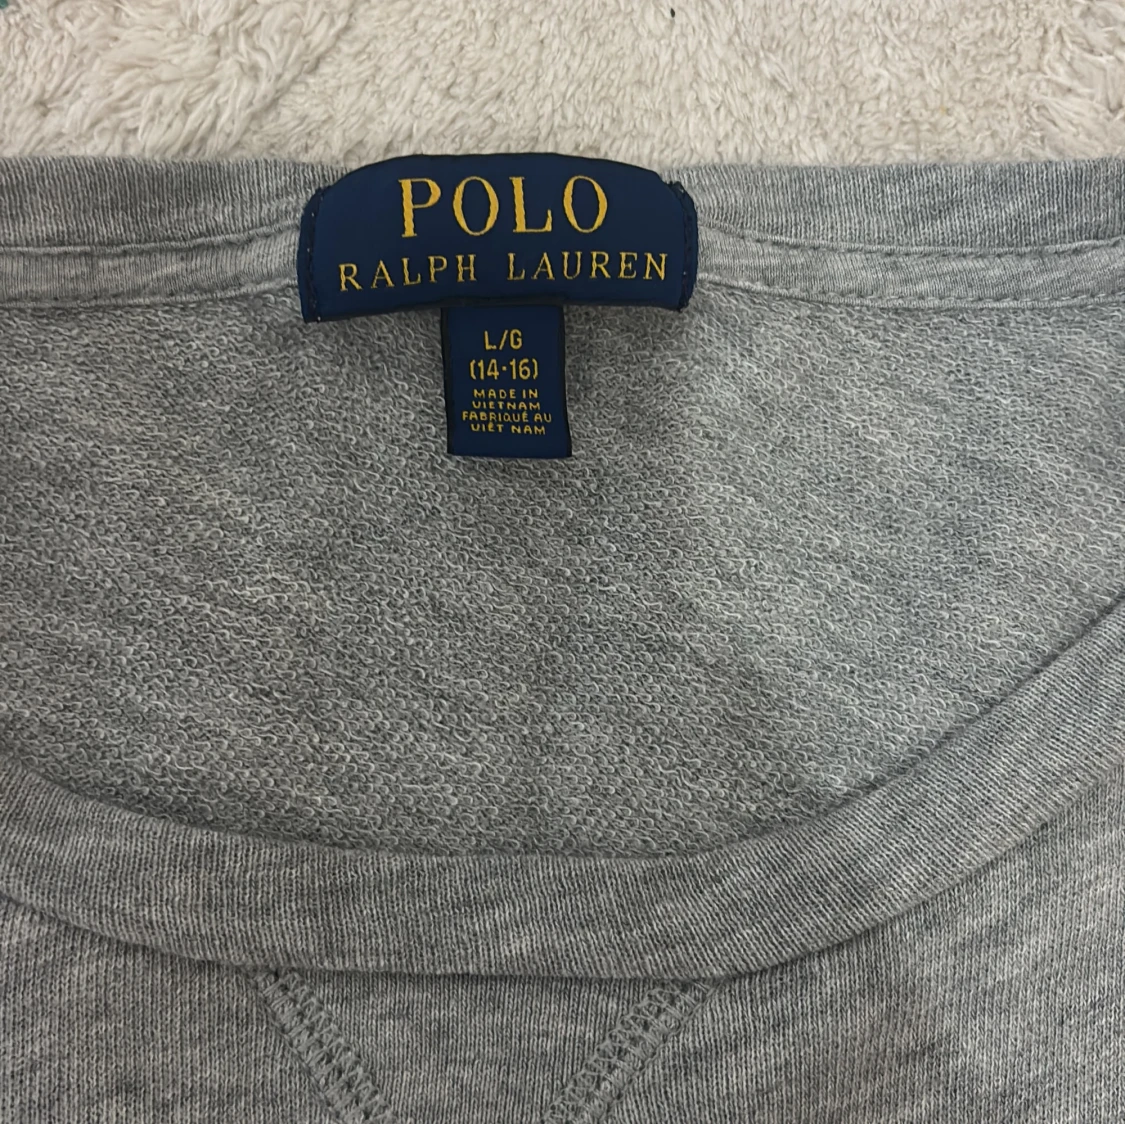 POLO
RALPH LAUREN
L/G
(14-16)
MADE IN
VIETNAM
FABRIQUÉ AU
VIÊT NAM